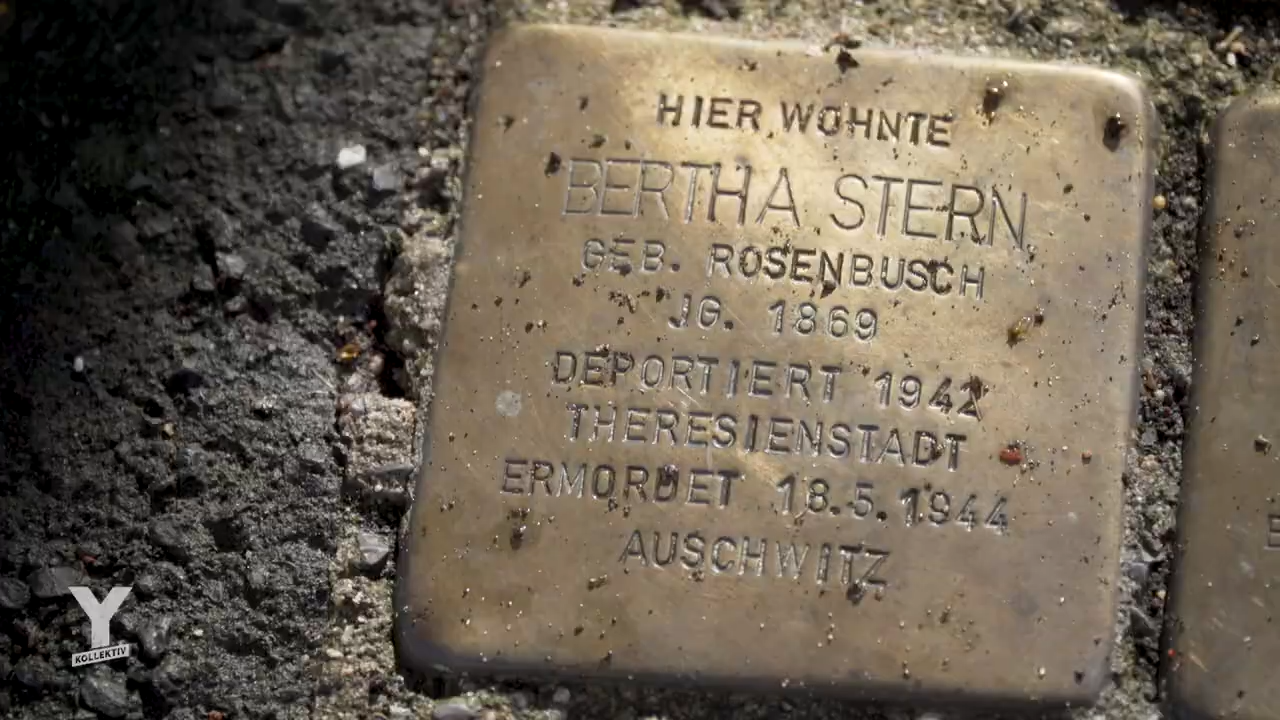 HIER WOHNTE
BERTHA STERN
GEB. ROSENBUSCH
JG. 1869
DEPORTIERT 1942
THERESIENSTADT
ERMORDET 18.5.1944
AUSCHWITZ
Y
KOLLEKTIV